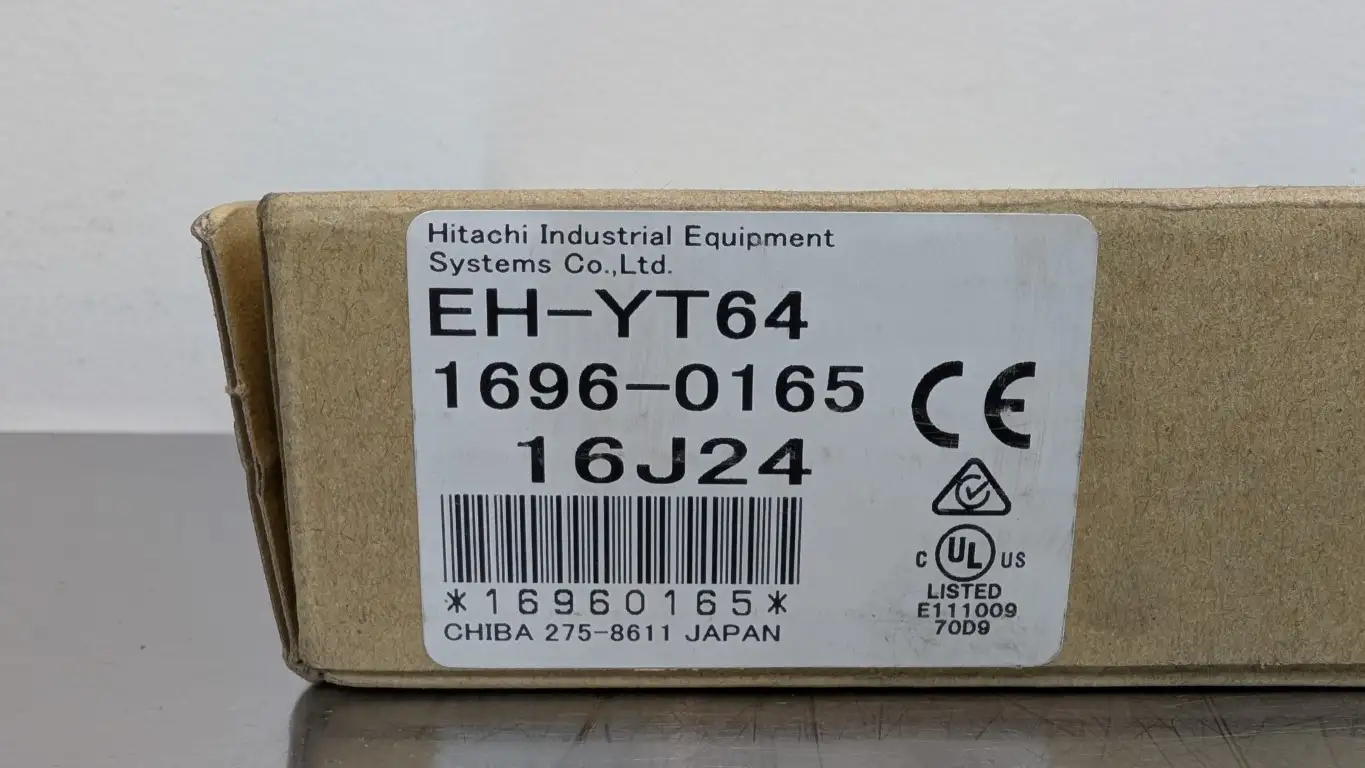 Hitachi Industrial Equipment
Systems Co.,Ltd.
EH-YT64
1696-0165
16J24
*16960165*
CHIBA 275-8611 JAPAN
CE
C UL US
LISTED
E111009
70D9